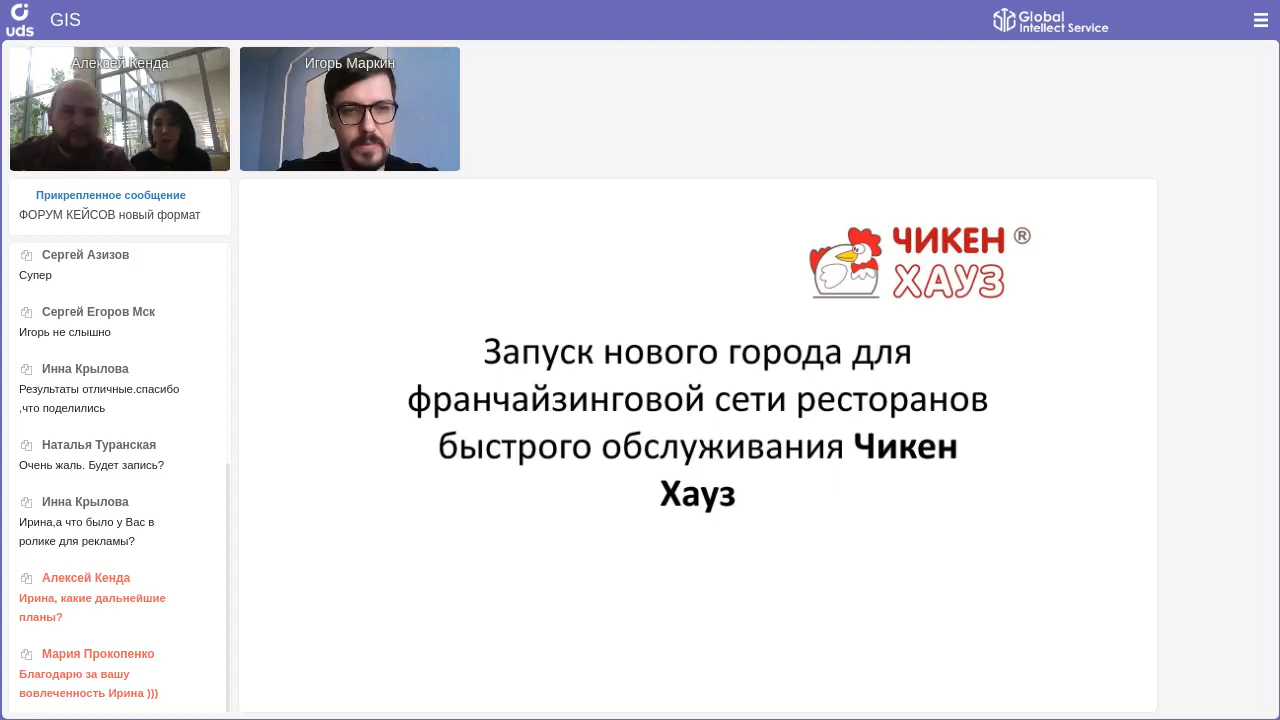 uds
GIS
Global
Intellect Service
Алексей Кенда
Игорь Маркин
Прикрепленное сообщение
ФОРУМ КЕЙСОВ новый формат
Сергей Азизов
Супер
Сергей Егоров Мск
Игорь не слышно
Инна Крылова
Результаты отличные.спасибо
,что поделились
Наталья Туранская
Очень жаль. Будет запись?
Инна Крылова
Ирина,а что было у Вас в
ролике для рекламы?
Алексей Кенда
Ирина, какие дальнейшие
планы?
Мария Прокопенко
Благодарю за вашу
вовлеченность Ирина )))
ЧИКЕН ®
ХАУЗ
Запуск нового города для
франчайзинговой сети ресторанов
быстрого обслуживания Чикен
Хауз